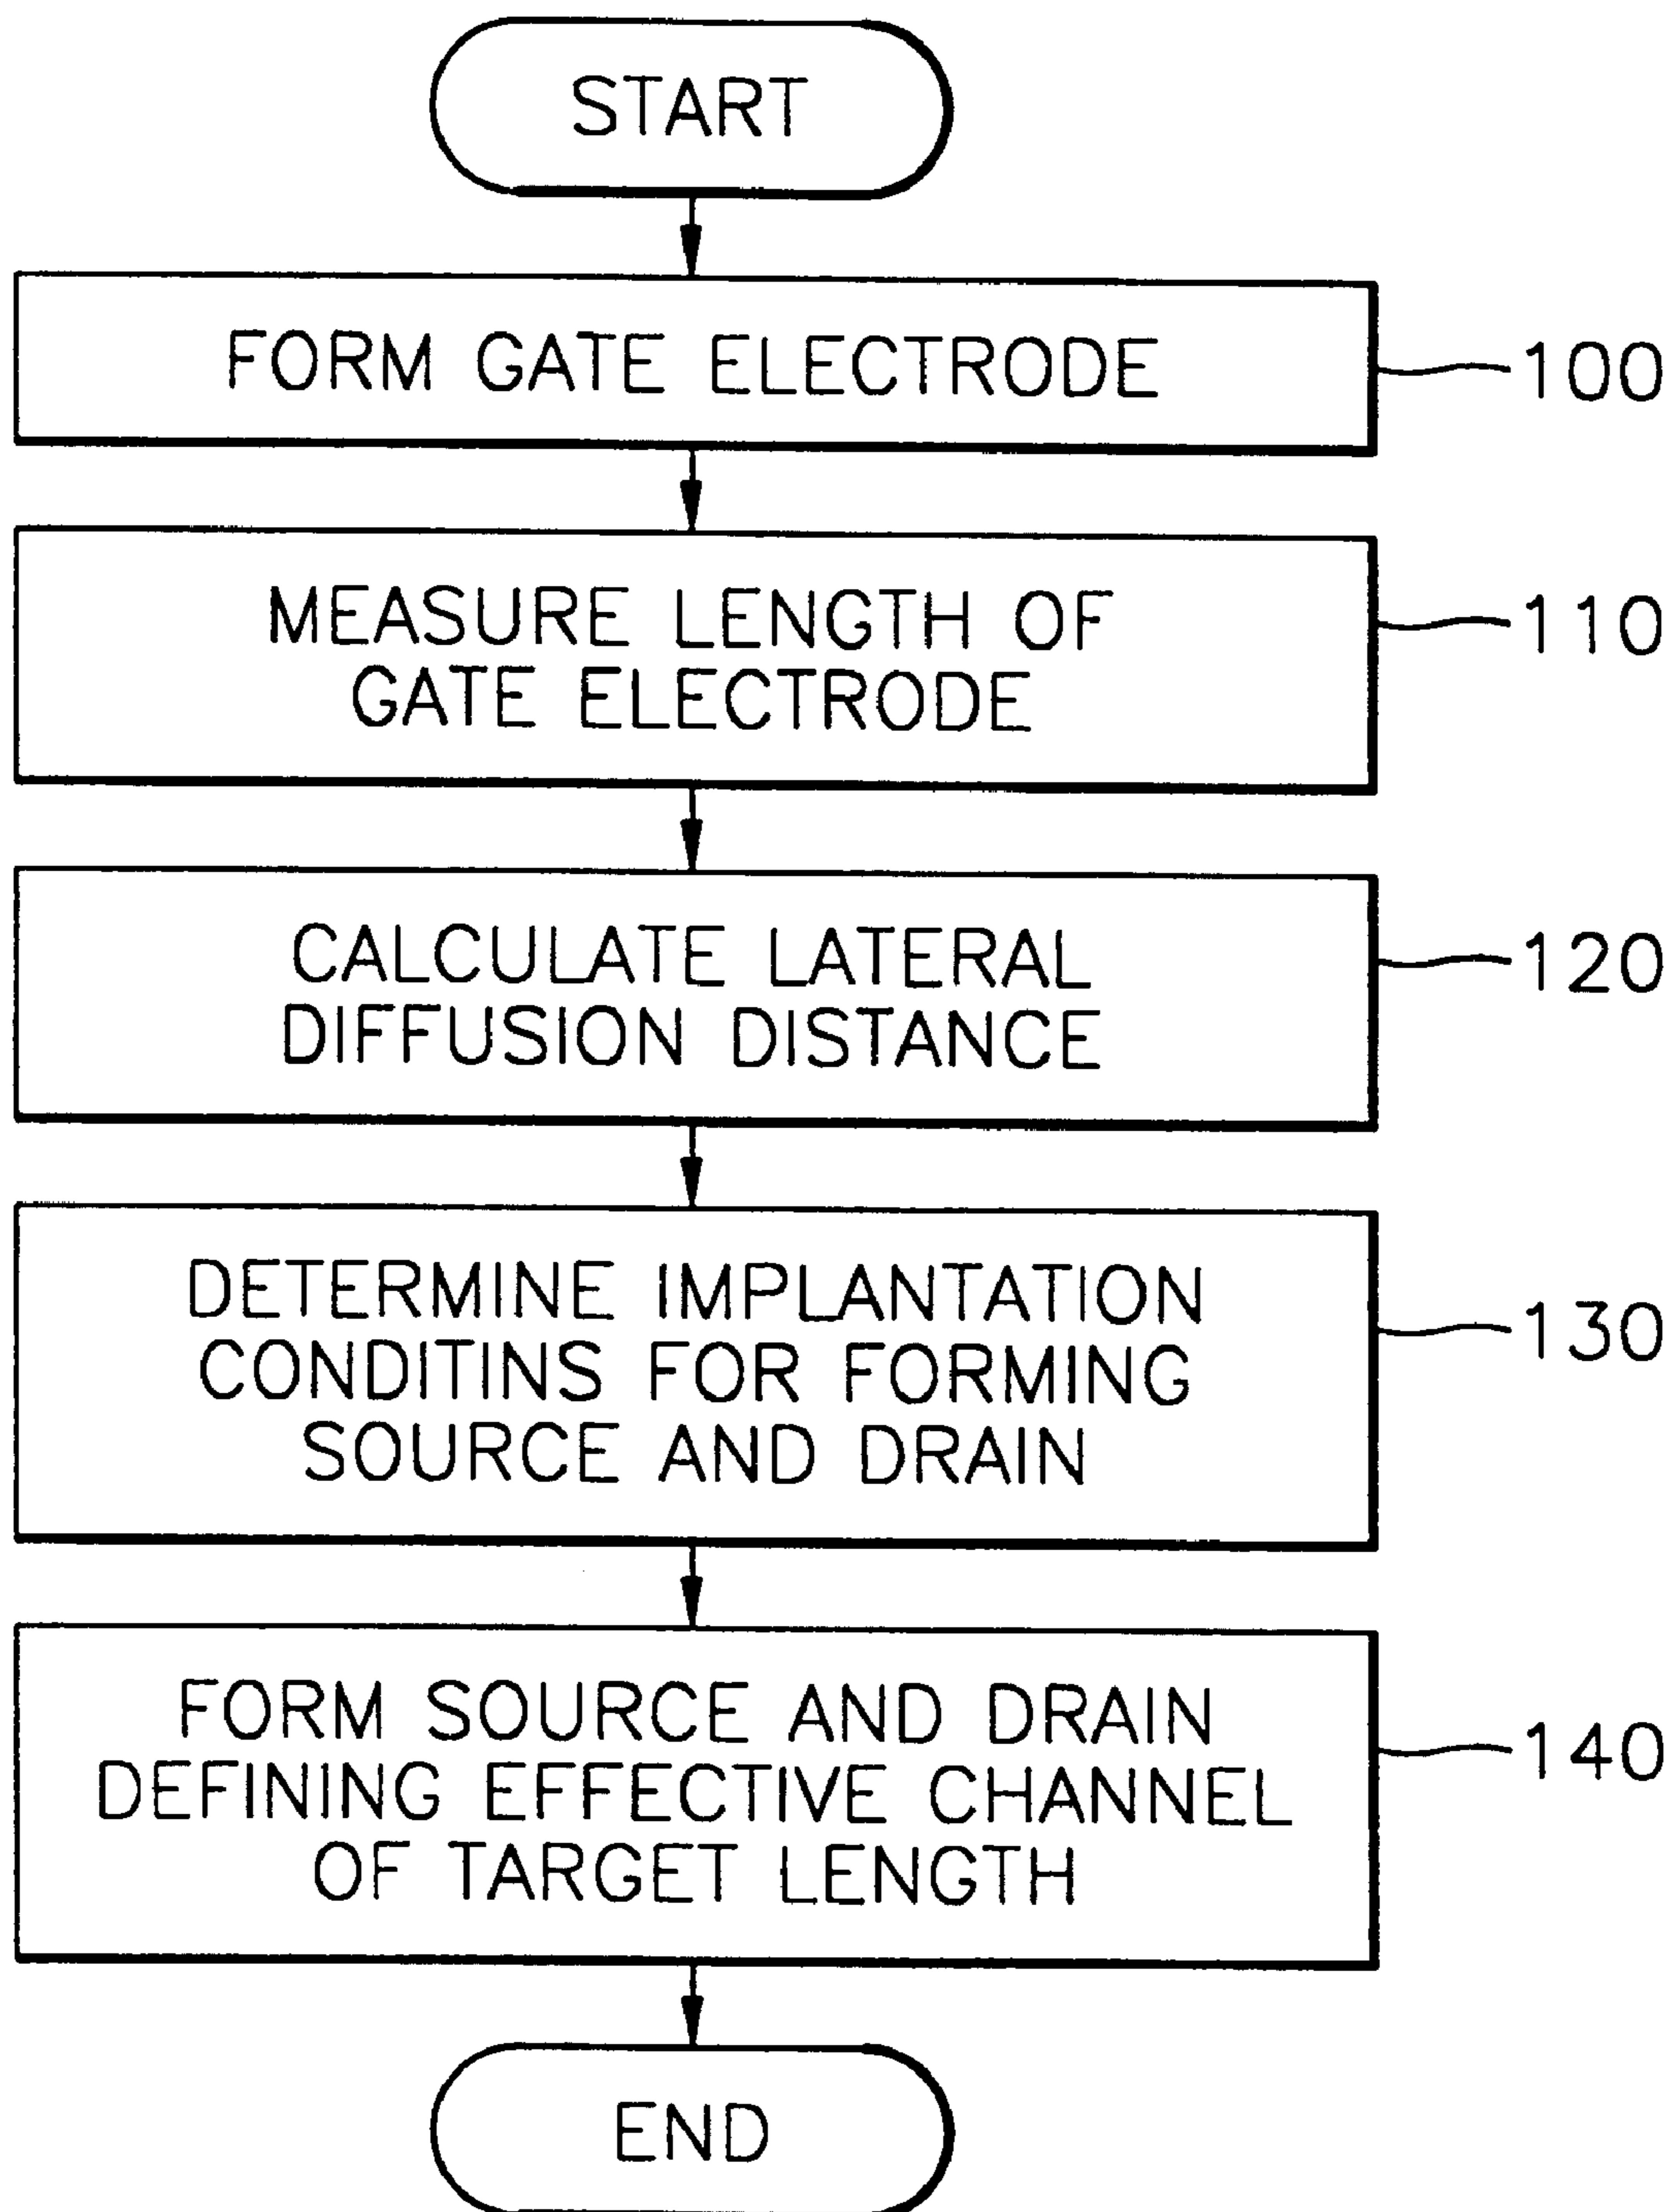 START
FORM GATE ELECTRODE
100
MEASURE LENGTH OF
GATE ELECTRODE
110
CALCULATE LATERAL
DIFFUSION DISTANCE
120
DETERMINE IMPLANTATION
CONDITINS FOR FORMING
SOURCE AND DRAIN
130
FORM SOURCE AND DRAIN
DEFINING EFFECTIVE CHANNEL
OF TARGET LENGTH
140
END